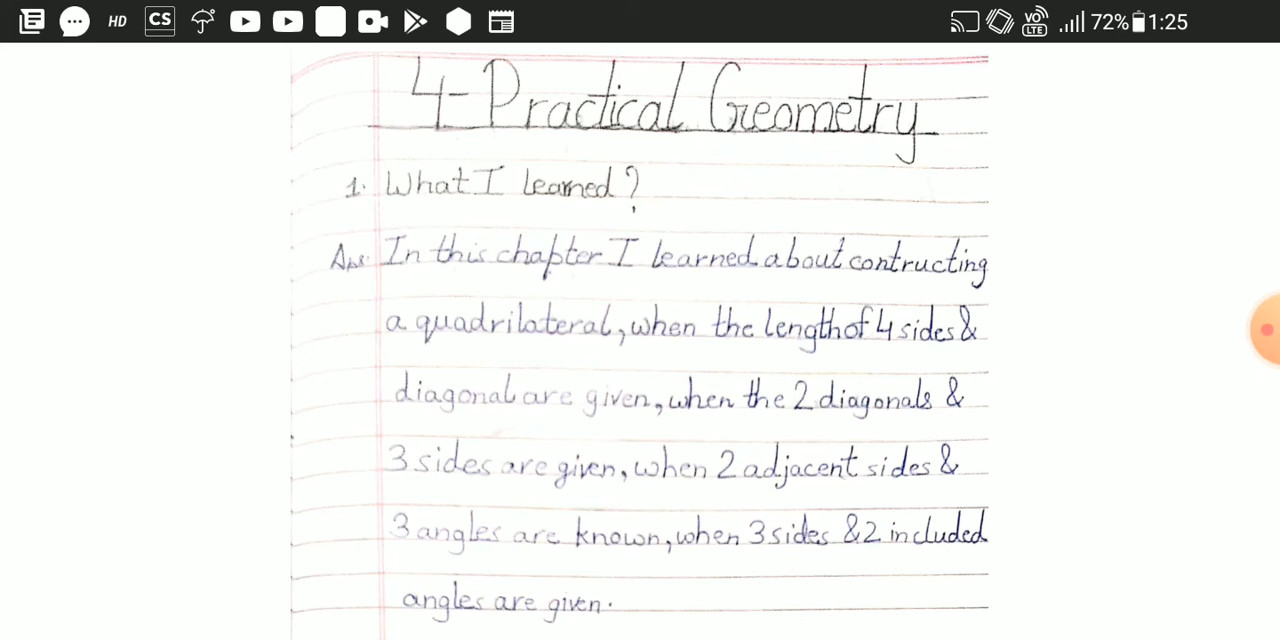 HD CS VO LTE 72% 1:25
4- Practical Geometry
1. What I learned?
Ans: In this chapter I learned about contructing
a quadrilateral, when the length of 4 sides &
diagonal are given, when the 2 diagonals &
3 sides are given, when 2 adjacent sides &
3 angles are known, when 3 sides & 2 included
angles are given.